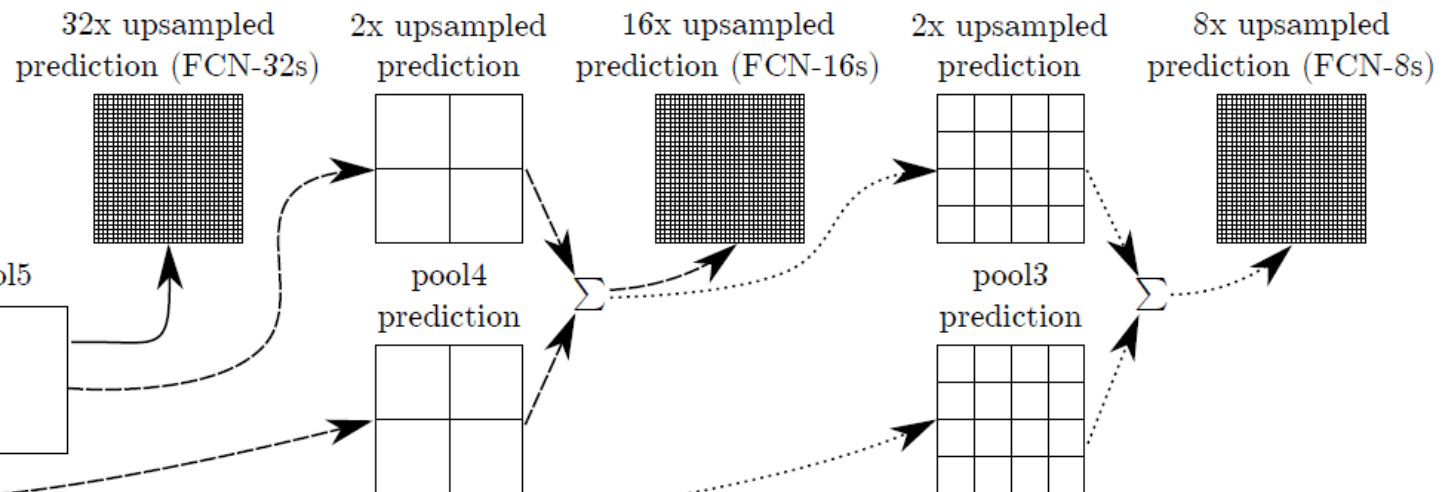 32x upsampled
prediction (FCN-32s)
2x upsampled
prediction
16x upsampled
prediction (FCN-16s)
2x upsampled
prediction
8x upsampled
prediction (FCN-8s)
ol5
pool4
prediction
∑
pool3
prediction
∑